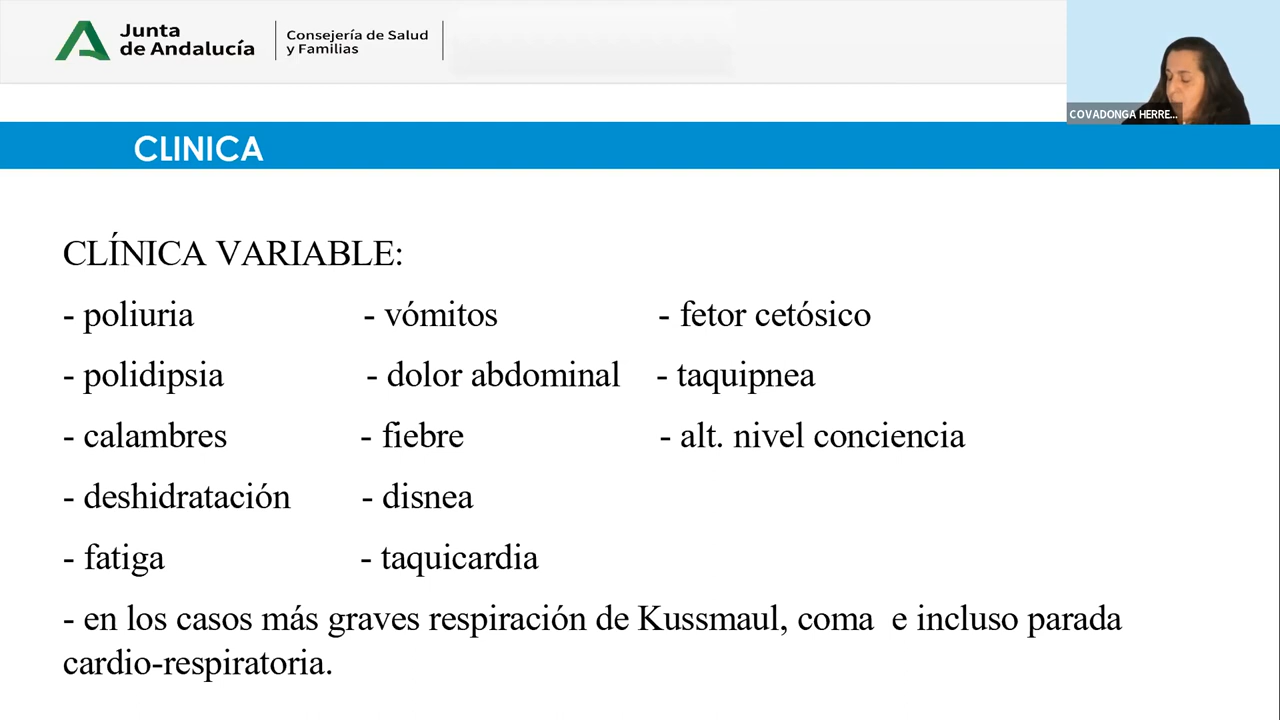 Junta
de Andalucía
Consejería de Salud
y Familias
COVADONGA HERRE...
CLINICA
CLÍNICA VARIABLE:
- poliuria - vómitos - fetor cetósico
- polidipsia - dolor abdominal - taquipnea
- calambres - fiebre - alt. nivel conciencia
- deshidratación - disnea
- fatiga - taquicardia
- en los casos más graves respiración de Kussmaul, coma e incluso parada
cardio-respiratoria.